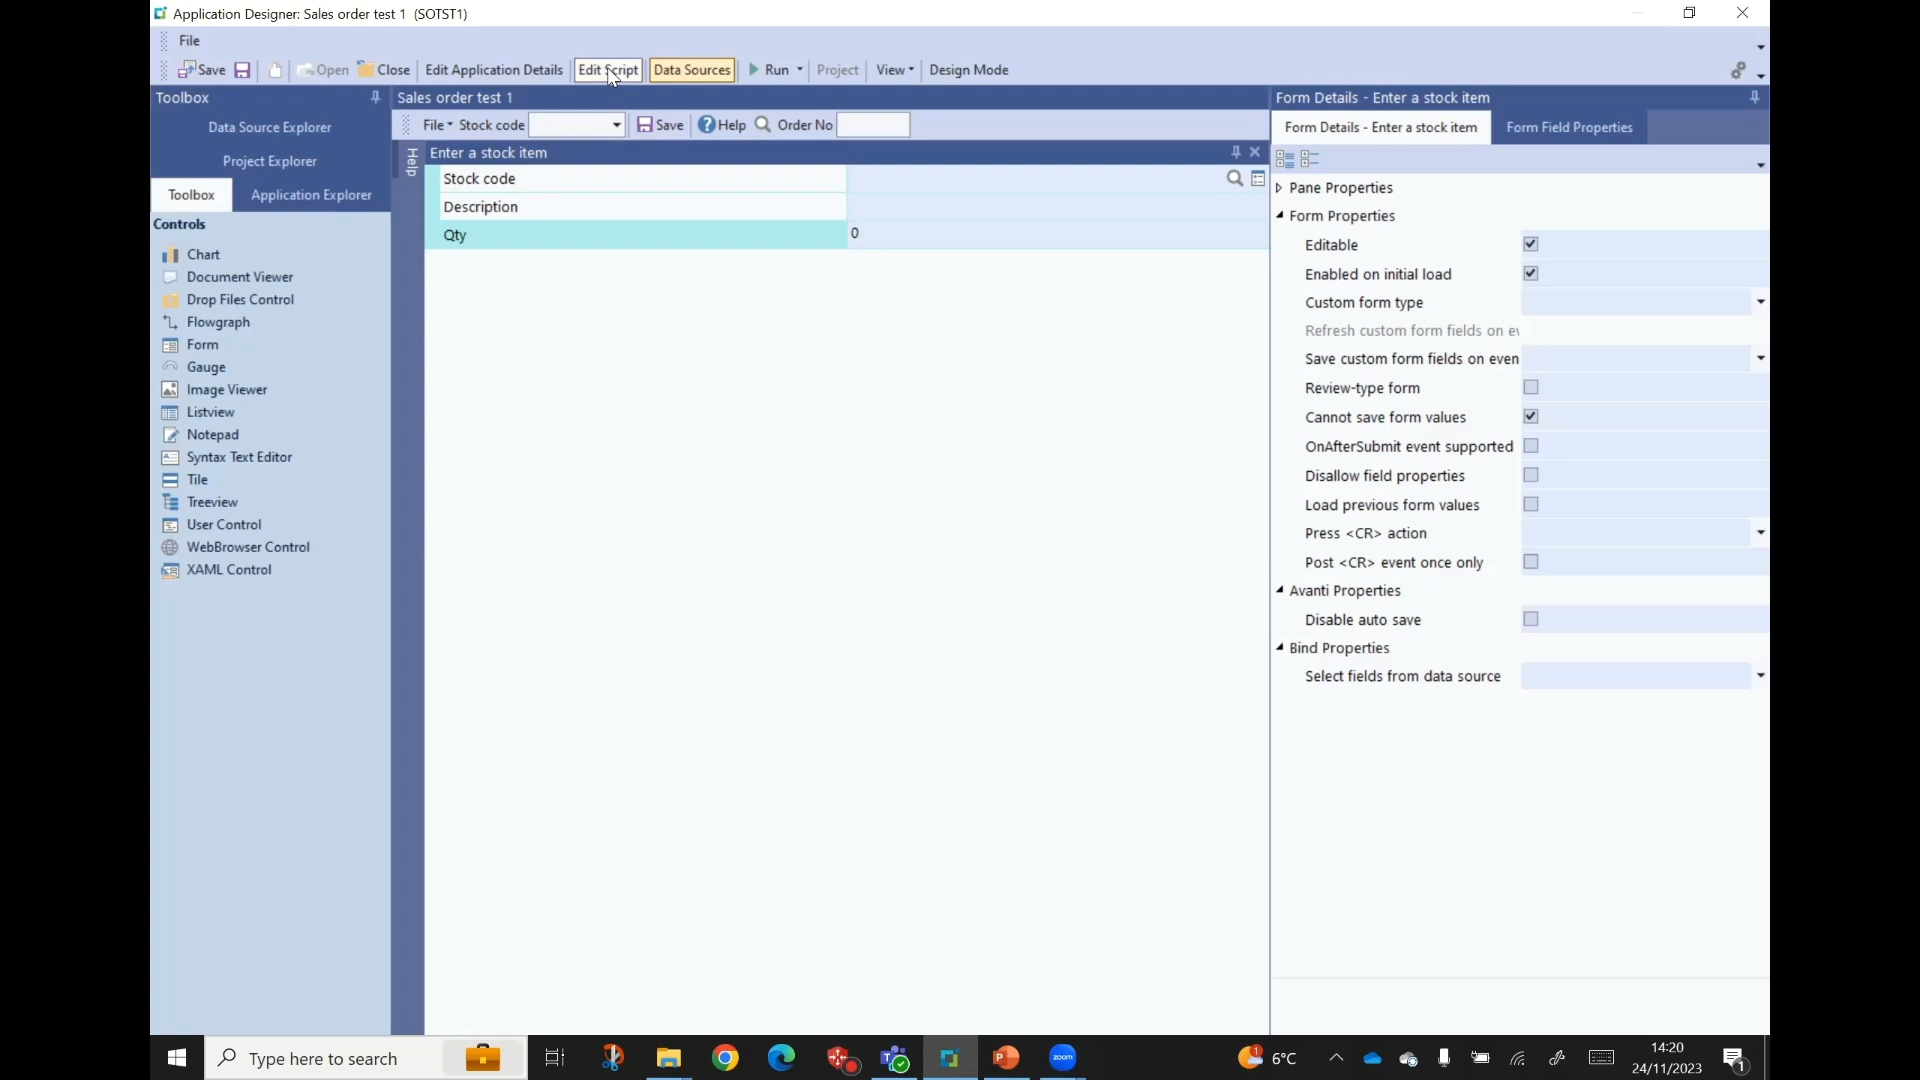 Application Designer: Sales order test 1 (SOTST1)
File
Save Open Close Edit Application Details Edit Script Data Sources Run Project View Design Mode
Toolbox
Data Source Explorer
Project Explorer
Toolbox Application Explorer
Controls
Chart
Document Viewer
Drop Files Control
Flowgraph
Form
Gauge
Image Viewer
Listview
Notepad
Syntax Text Editor
Tile
Treeview
User Control
WebBrowser Control
XAML Control
Sales order test 1
File Stock code Save Help Order No
Help
Enter a stock item
Stock code
Description
Qty 0
Form Details - Enter a stock item
Form Details - Enter a stock item Form Field Properties
Pane Properties
Form Properties
Editable
Enabled on initial load
Custom form type
Refresh custom form fields on ev
Save custom form fields on even
Review-type form
Cannot save form values
OnAfterSubmit event supported
Disallow field properties
Load previous form values
Press <CR> action
Post <CR> event once only
Avanti Properties
Disable auto save
Bind Properties
Select fields from data source
Type here to search
zoom
1
6°C
14:20
24/11/2023
1